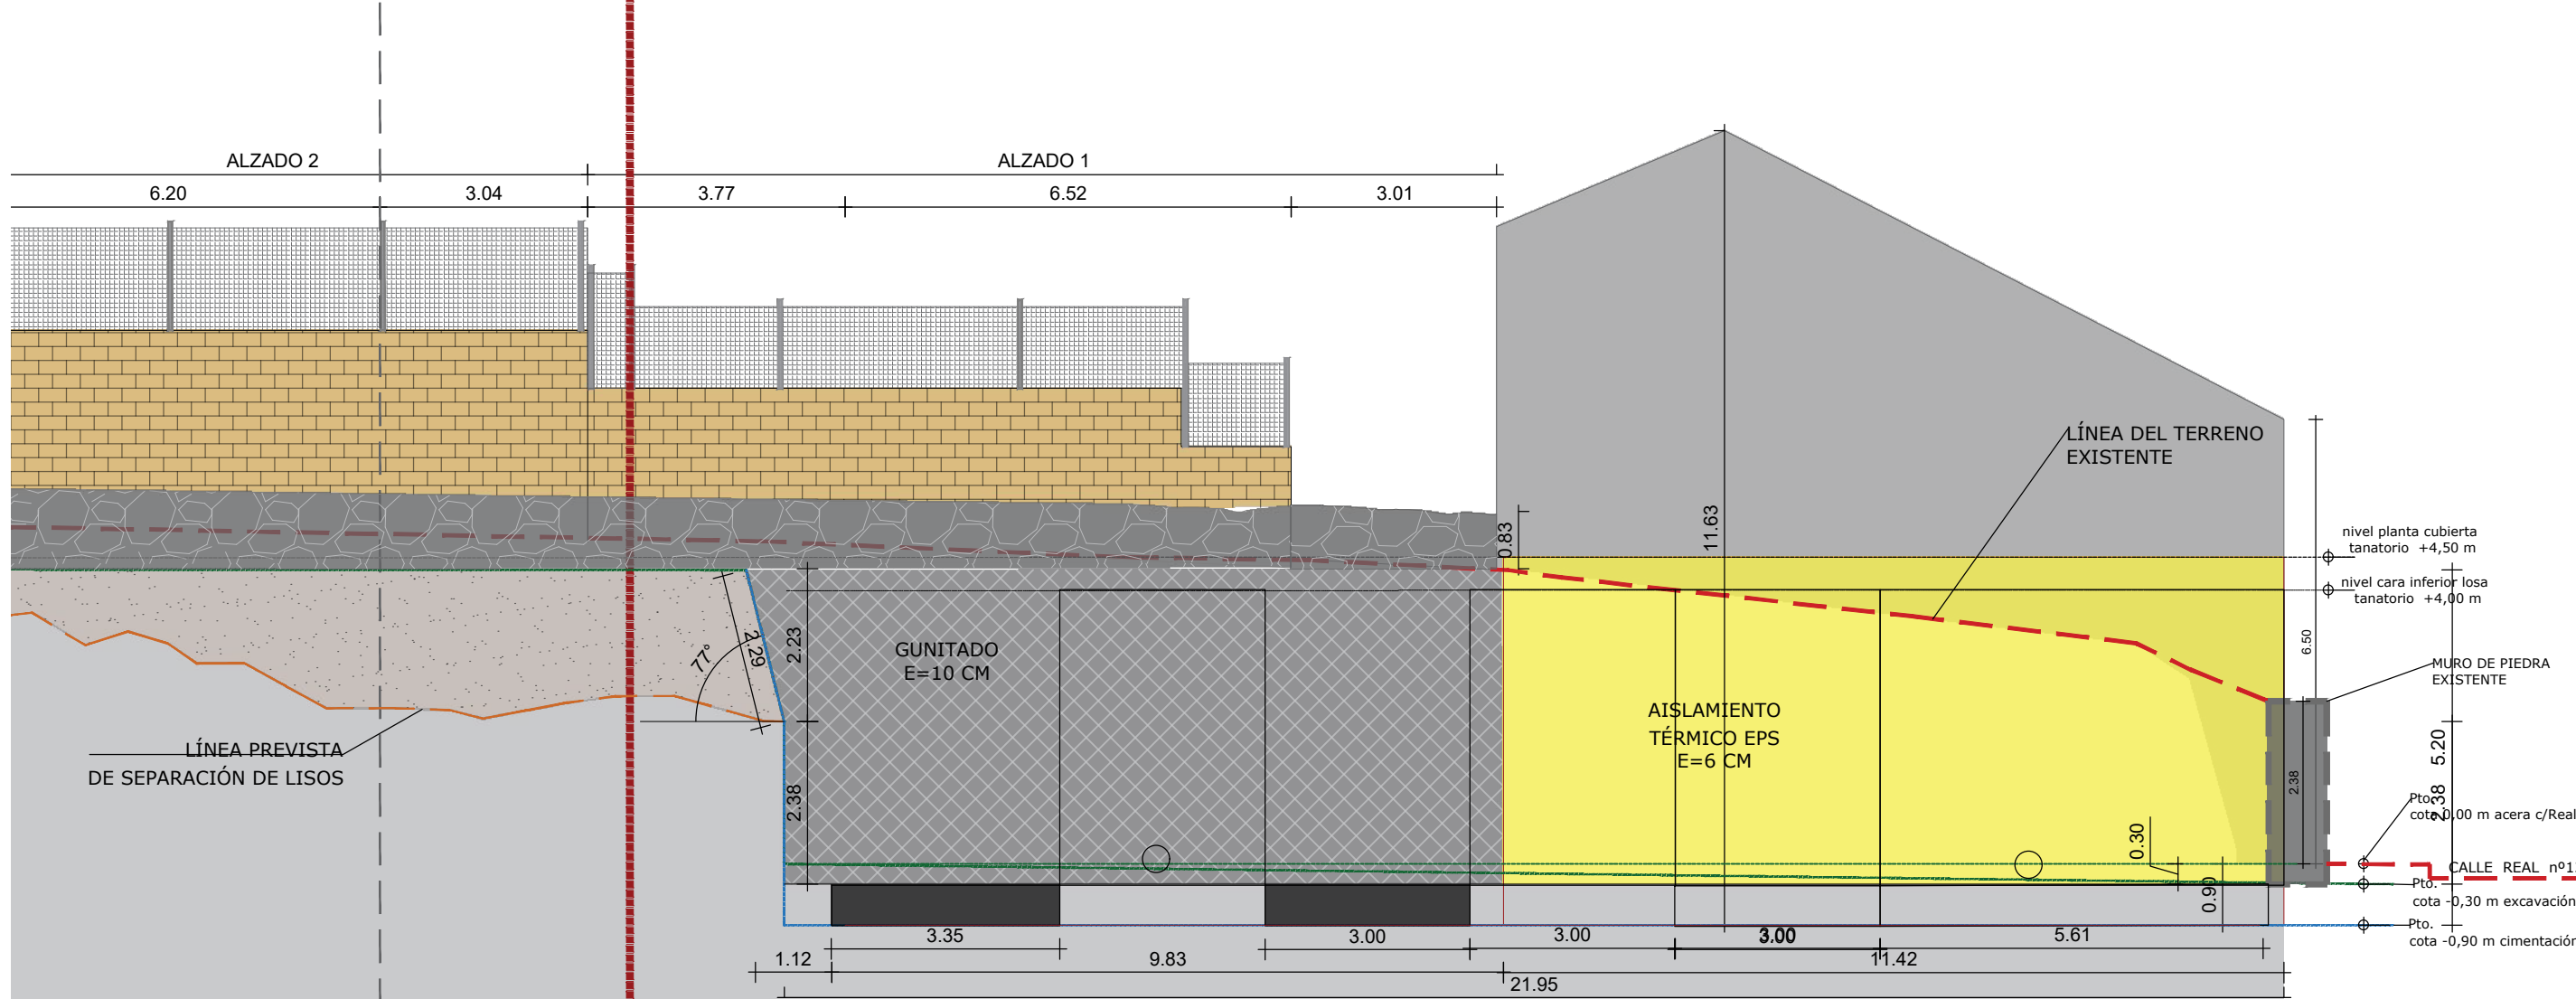 ALZADO 2
ALZADO 1
6.20
3.04
3.77
6.52
3.01
LÍNEA DEL TERRENO
EXISTENTE
11.63
0.83
nivel planta cubierta
tanatorio +4,50 m
nivel cara inferior losa
tanatorio +4,00 m
77°
2.29
2.23
GUNITADO
E=10 CM
6.50
MURO DE PIEDRA
EXISTENTE
AISLAMIENTO
TÉRMICO EPS
E=6 CM
LÍNEA PREVISTA
DE SEPARACIÓN DE LISOS
5.20
2.38
2.38
2.38
Pto.
cota 0,00 m acera c/Real
0.30
CALLE REAL nº1
Pto.
cota -0,30 m excavación
0.90
Pto.
cota -0,90 m cimentación
3.35
3.00
3.00
3.00
5.61
1.12
9.83
11.42
21.95